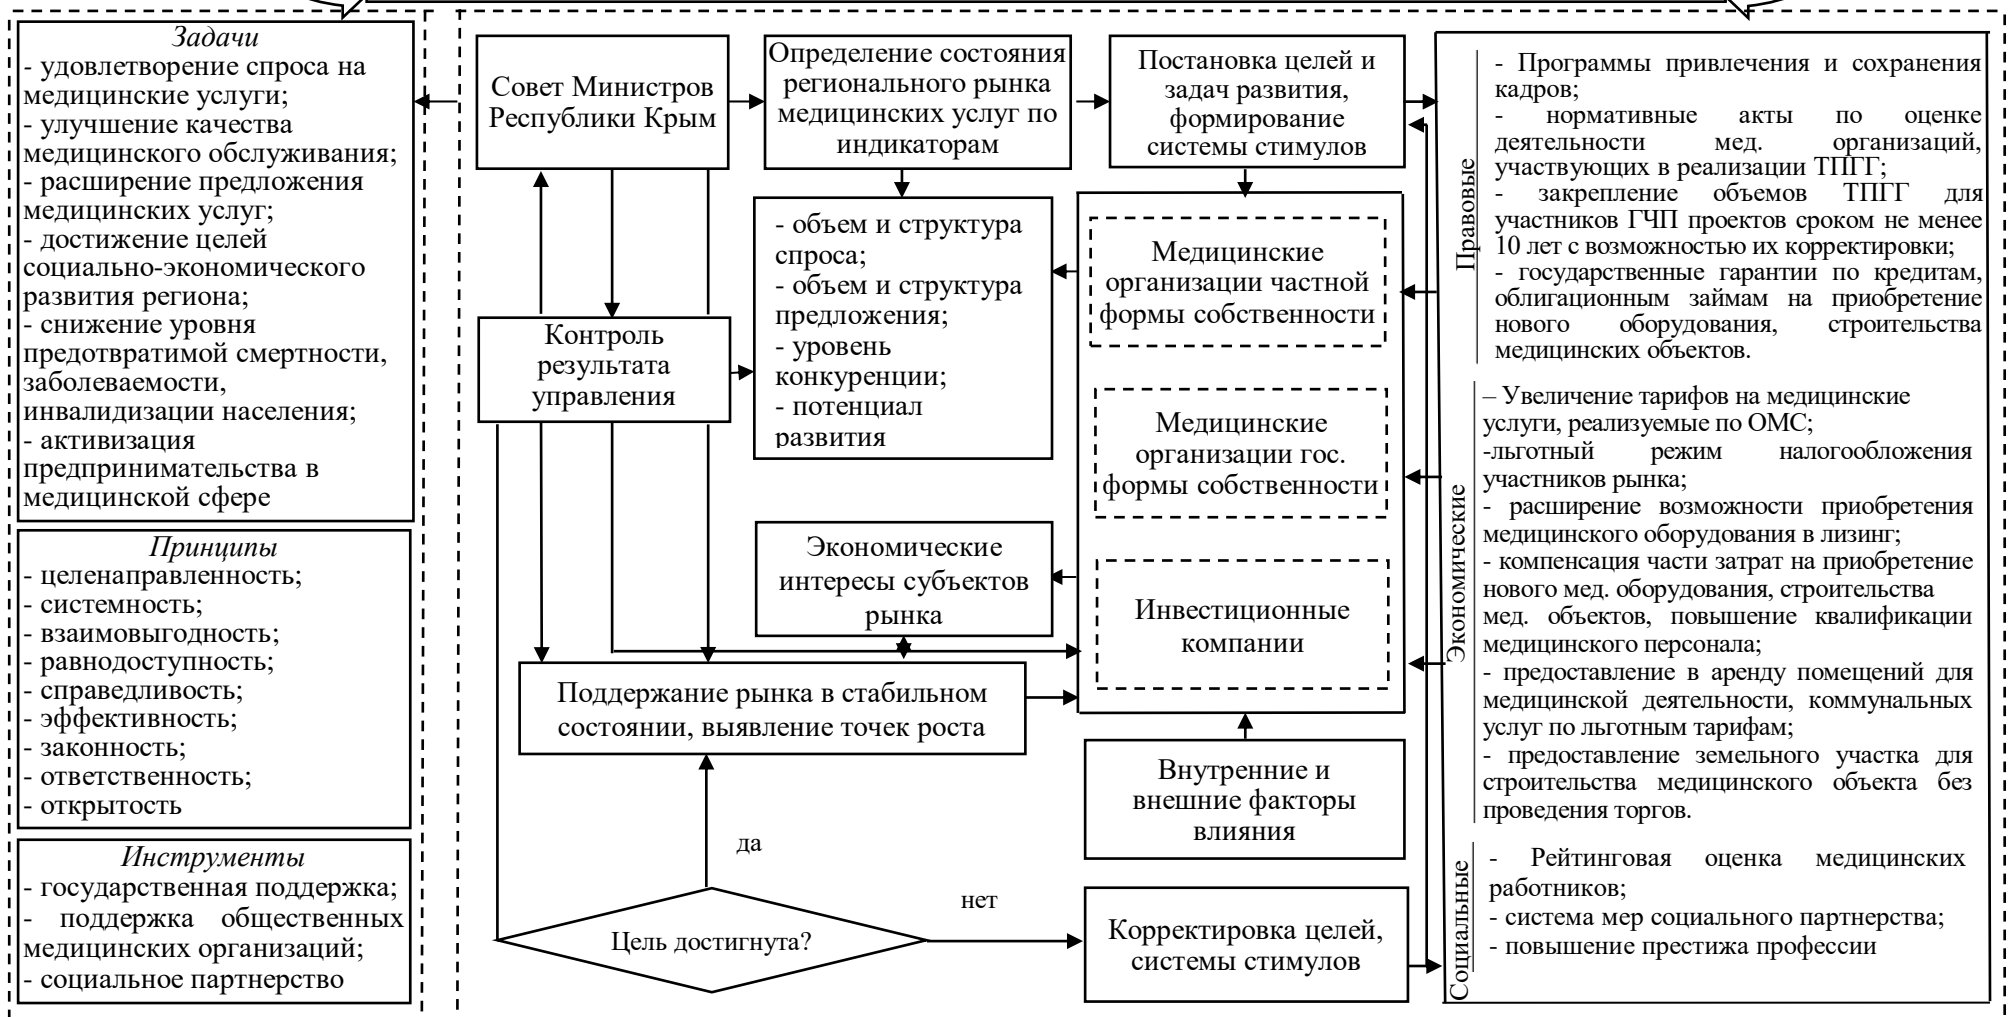 Задачи
- удовлетворение спроса на
медицинские услуги;
- улучшение качества
медицинского обслуживания;
- расширение предложения
медицинских услуг;
- достижение целей
социально-экономического
развития региона;
- снижение уровня
предотвратимой смертности,
заболеваемости,
инвалидизации населения;
- активизация
предпринимательства в
медицинской сфере
Принципы
- целенаправленность;
- системность;
- взаимовыгодность;
- равнодоступность;
- справедливость;
- эффективность;
- законность;
- ответственность;
- открытость
Инструменты
- государственная поддержка;
- поддержка общественных
медицинских организаций;
- социальное партнерство
Совет Министров
Республики Крым
Определение состояния
регионального рынка
медицинских услуг по
индикаторам
Постановка целей и
задач развития,
формирование
системы стимулов
Контроль
результата
управления
- объем и структура
спроса;
- объем и структура
предложения;
- уровень
конкуренции;
- потенциал
развития
Медицинские
организации частной
формы собственности
Медицинские
организации гос.
формы собственности
Инвестиционные
компании
Экономические
интересы субъектов
рынка
Поддержание рынка в стабильном
состоянии, выявление точек роста
Внутренние и
внешние факторы
влияния
да
нет
Цель достигнута?
Корректировка целей,
системы стимулов
Правовые
- Программы привлечения и сохранения
кадров;
- нормативные акты по оценке
деятельности мед. организаций,
участвующих в реализации ТПГГ;
- закрепление объемов ТПГГ для
участников ГЧП проектов сроком не менее
10 лет с возможностью их корректировки;
- государственные гарантии по кредитам,
облигационным займам на приобретение
нового оборудования, строительства
медицинских объектов.
Экономические
– Увеличение тарифов на медицинские
услуги, реализуемые по ОМС;
-льготный режим налогообложения
участников рынка;
- расширение возможности приобретения
медицинского оборудования в лизинг;
- компенсация части затрат на приобретение
нового мед. оборудования, строительства
мед. объектов, повышение квалификации
медицинского персонала;
- предоставление в аренду помещений для
медицинской деятельности, коммунальных
услуг по льготным тарифам;
- предоставление земельного участка для
строительства медицинского объекта без
проведения торгов.
Социальные
- Рейтинговая оценка медицинских
работников;
- система мер социального партнерства;
- повышение престижа профессии